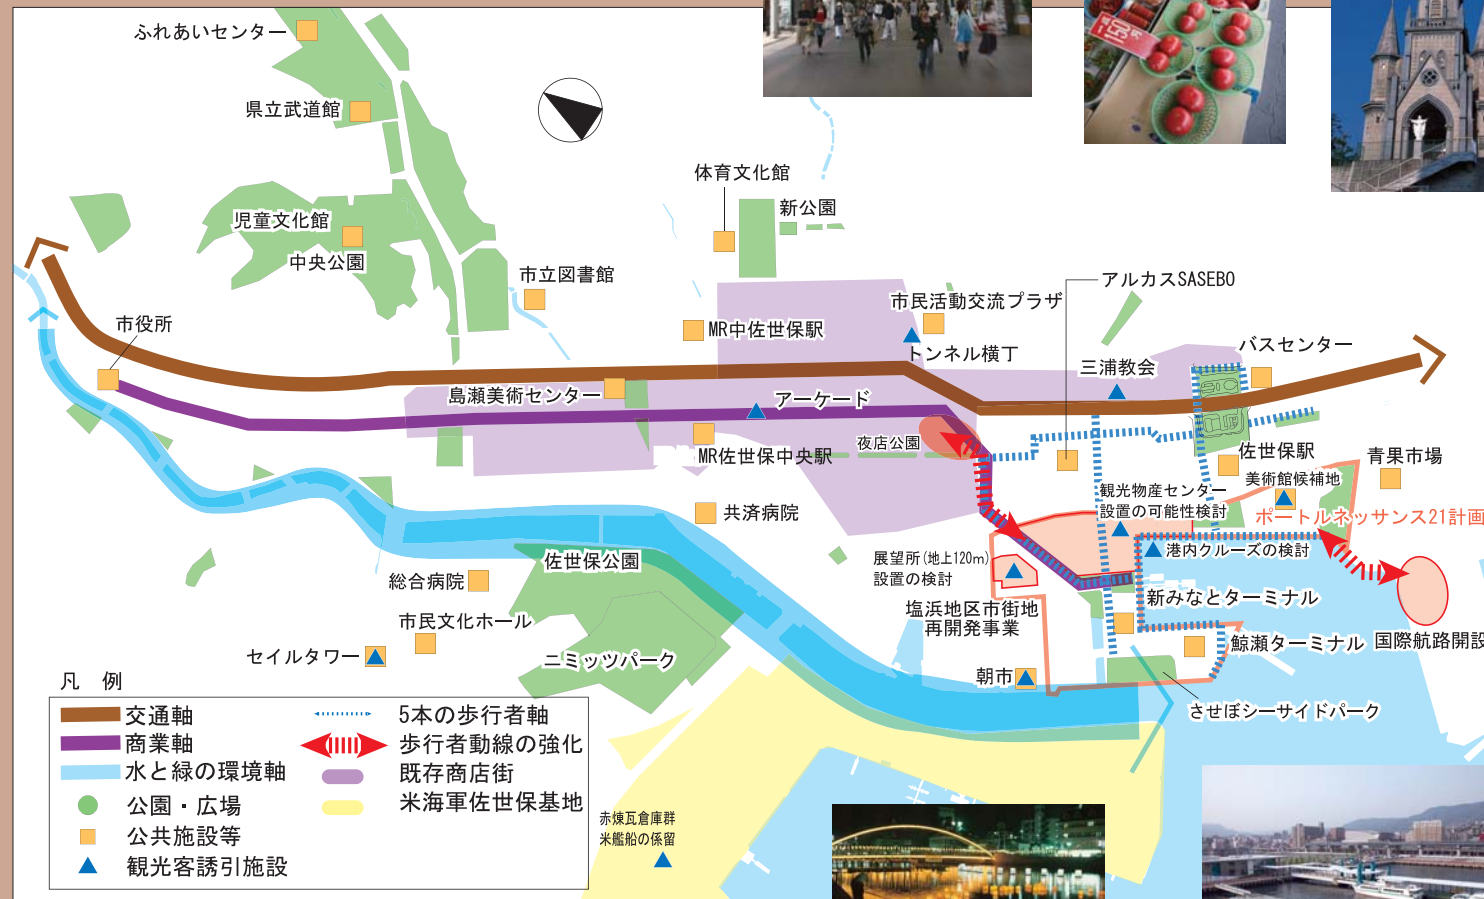 ふれあいセンター
県立武道館
150円
体育文化館
新公園
児童文化館
中央公園
市立図書館
アルカスSASEBO
市民活動交流プラザ
市役所
MR中佐世保駅
トンネル横丁
バスセンター
三浦教会
島瀬美術センター
アーケード
夜店公園
MR佐世保中央駅
佐世保駅
青果市場
美術館候補地
観光物産センター
設置の可能性検討
共済病院
ポートルネッサンス21計画
港内クルーズの検討
展望所(地上120m)
設置の検討
佐世保公園
総合病院
新みなとターミナル
塩浜地区市街地
再開発事業
市民文化ホール
鯨瀬ターミナル
国際航路開設
セイルタワー
ニミッツパーク
朝市
させぼシーサイドパーク
凡 例
交通軸
商業軸
水と緑の環境軸
公園・広場
公共施設等
観光客誘引施設
5本の歩行者軸
歩行者動線の強化
既存商店街
米海軍佐世保基地
赤煉瓦倉庫群
米艦船の係留